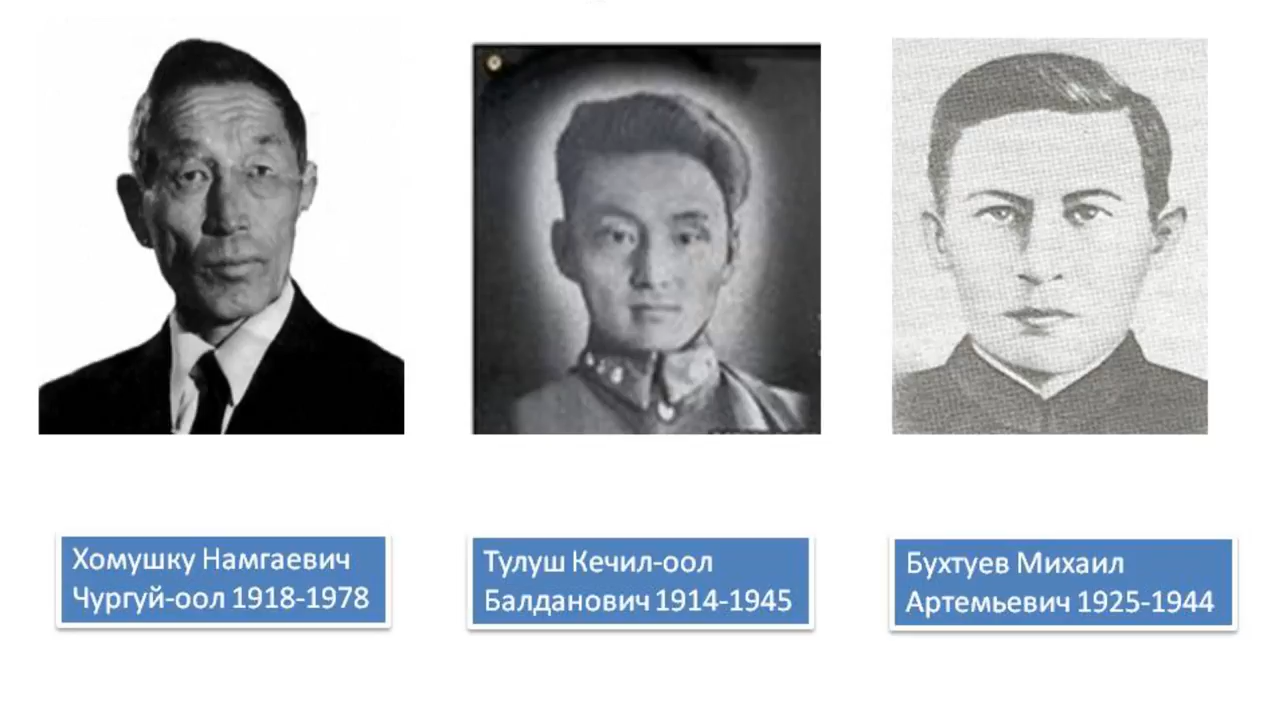 Хомушку Намгаевич
Чургуй-оол 1918-1978
Тулуш Кечил-оол
Балданович 1914-1945
Бухтуев Михаил
Артемьевич 1925-1944